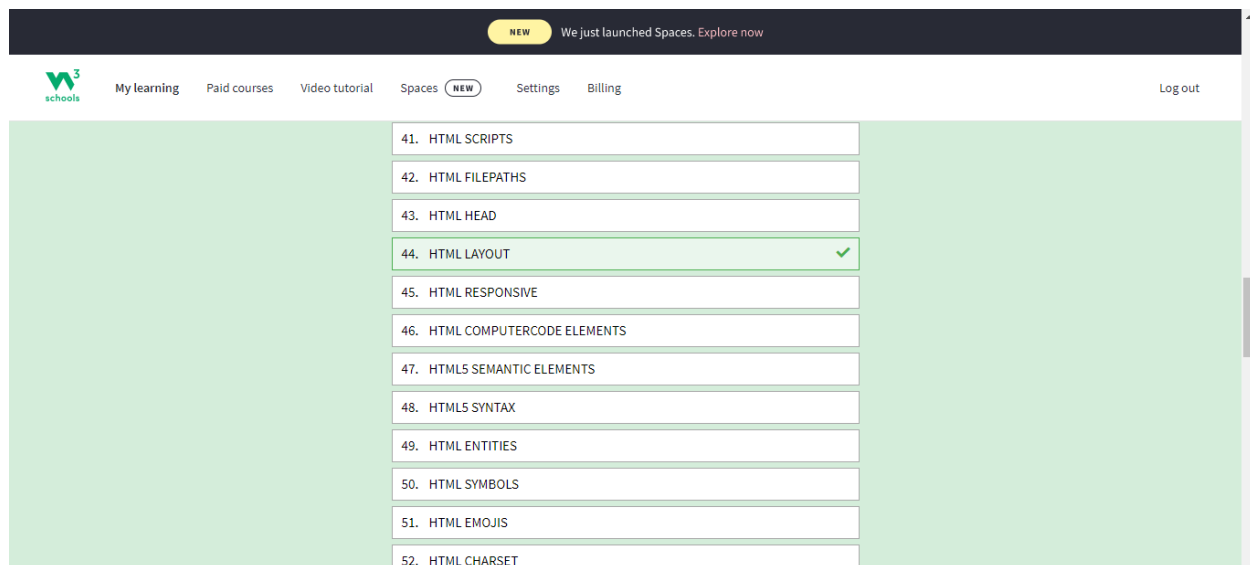 NEW We just launched Spaces. Explore now
W3 schools My learning Paid courses Video tutorial Spaces NEW Settings Billing Log out
41. HTML SCRIPTS
42. HTML FILEPATHS
43. HTML HEAD
44. HTML LAYOUT
45. HTML RESPONSIVE
46. HTML COMPUTERCODE ELEMENTS
47. HTML5 SEMANTIC ELEMENTS
48. HTML5 SYNTAX
49. HTML ENTITIES
50. HTML SYMBOLS
51. HTML EMOJIS
52. HTML CHARSET